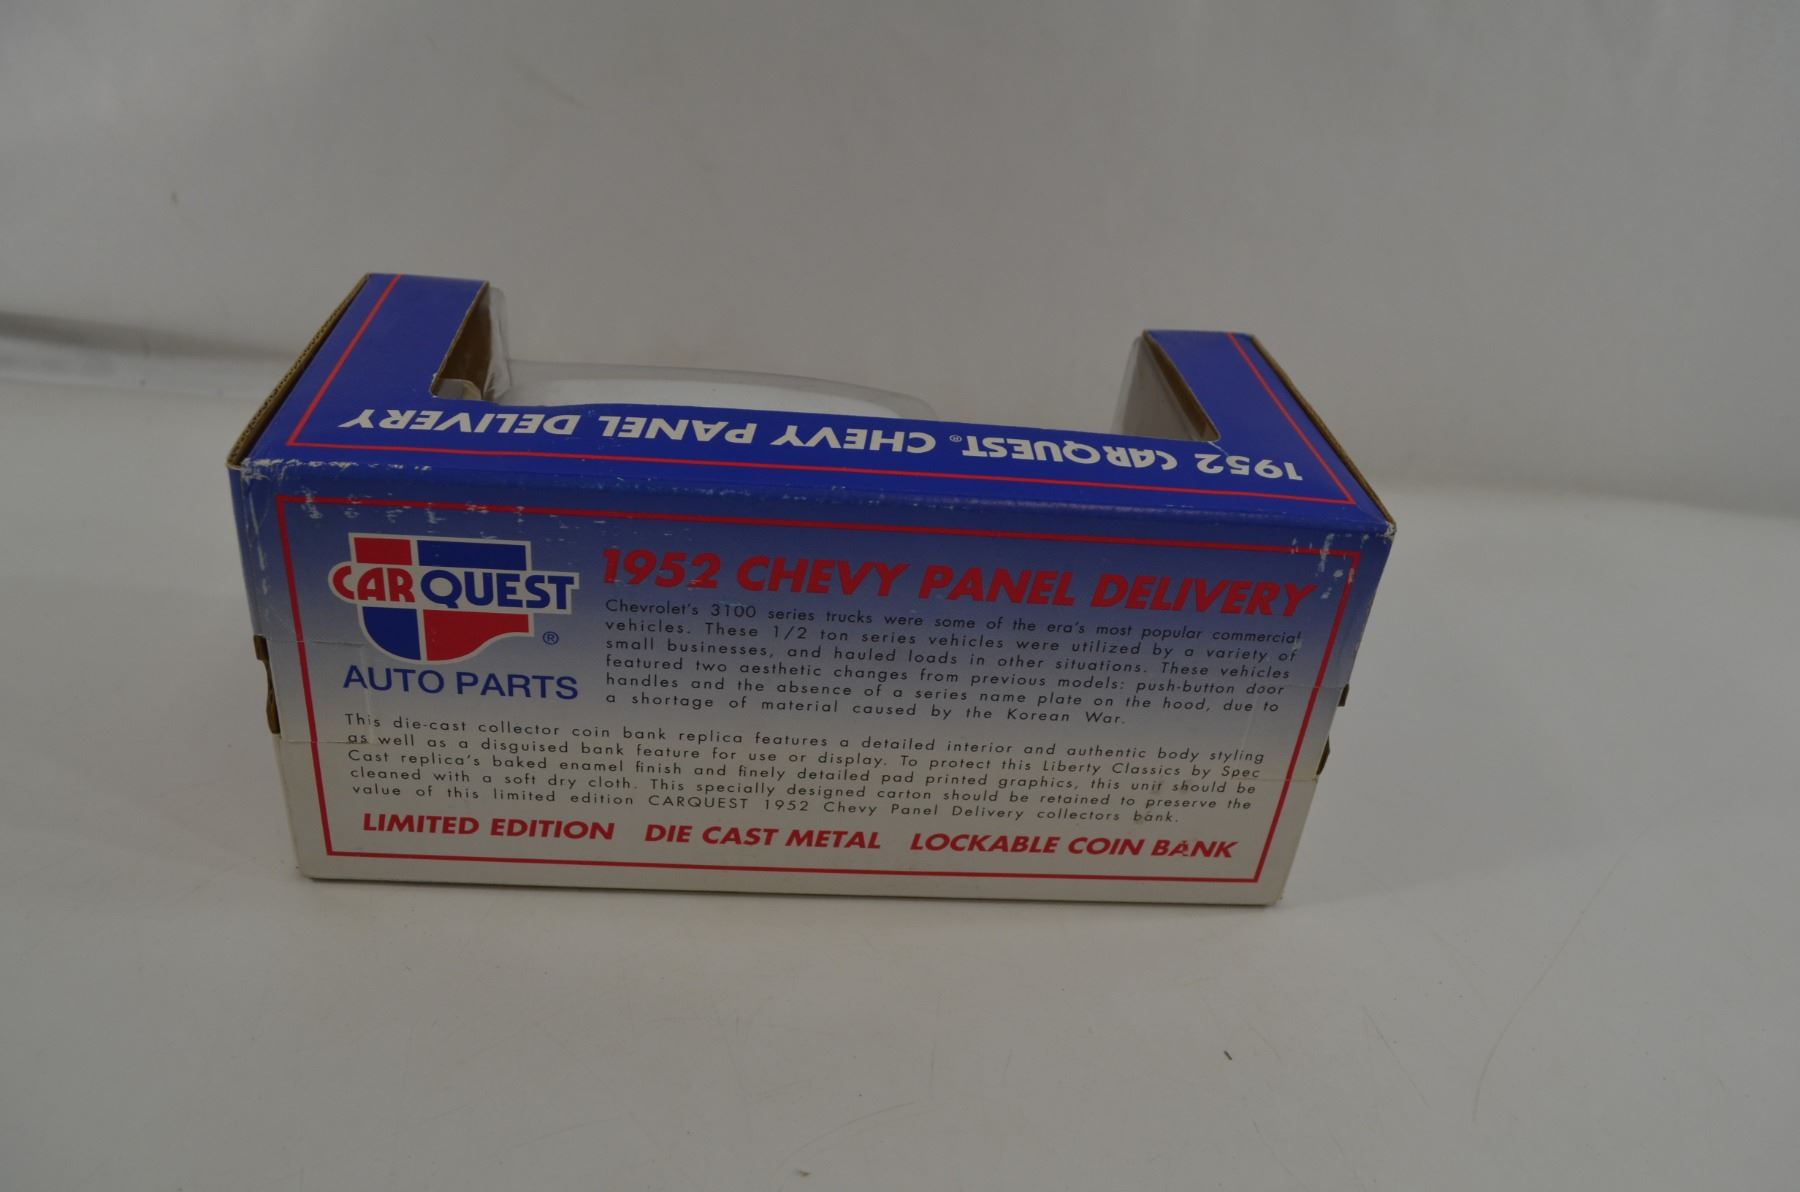 1952 CARQUEST® CHEVY PANEL DELIVERY
CARQUEST®
AUTO PARTS
1952 CHEVY PANEL DELIVERY
Chevrolet's 3100 series trucks were some of the era's most popular commercial
vehicles. These 1/2 ton series vehicles were utilized by a variety of
small businesses, and hauled loads in other situations. These vehicles
featured two aesthetic changes from previous models: push-button door
handles and the absence of a series name plate on the hood, due to
a shortage of material caused by the Korean War.
This die-cast collector coin bank replica features a detailed interior and authentic body styling
as well as a disguised bank feature for use or display. To protect this Liberty Classics by Spec
Cast replica's baked enamel finish and finely detailed pad printed graphics, this unit should be
cleaned with a soft dry cloth. This specially designed carton should be retained to preserve the
value of this limited edition CARQUEST 1952 Chevy Panel Delivery collectors bank.
LIMITED EDITION DIE CAST METAL LOCKABLE COIN BANK